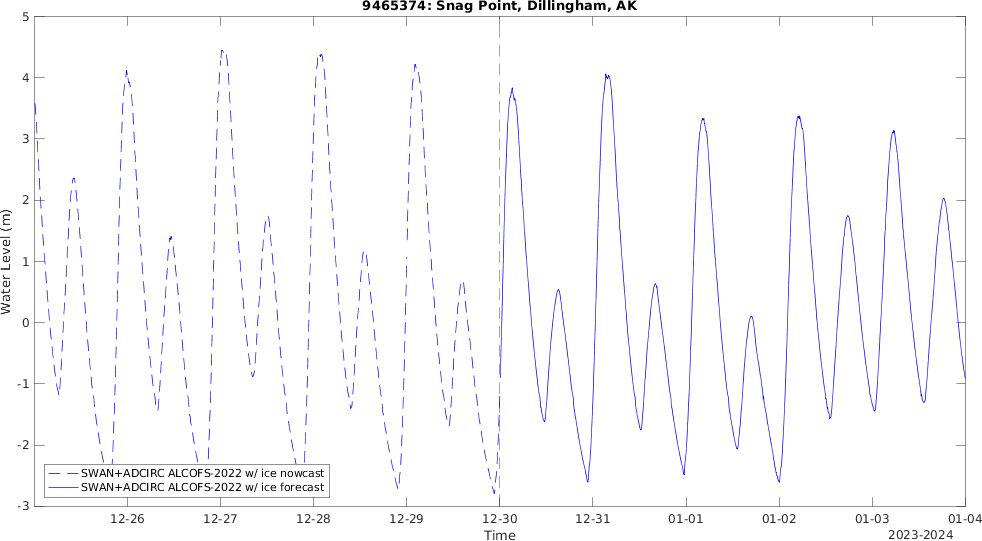 9465374: Snag Point, Dillingham, AK
5
4
3
2
1
0
-1
-2
-3
Water Level (m)
SWAN+ADCIRC ALCOFS-2022 w/ ice nowcast
SWAN+ADCIRC ALCOFS-2022 w/ ice forecast
12-26 12-27 12-28 12-29 12-30 12-31 01-01 01-02 01-03 01-04
Time
2023-2024